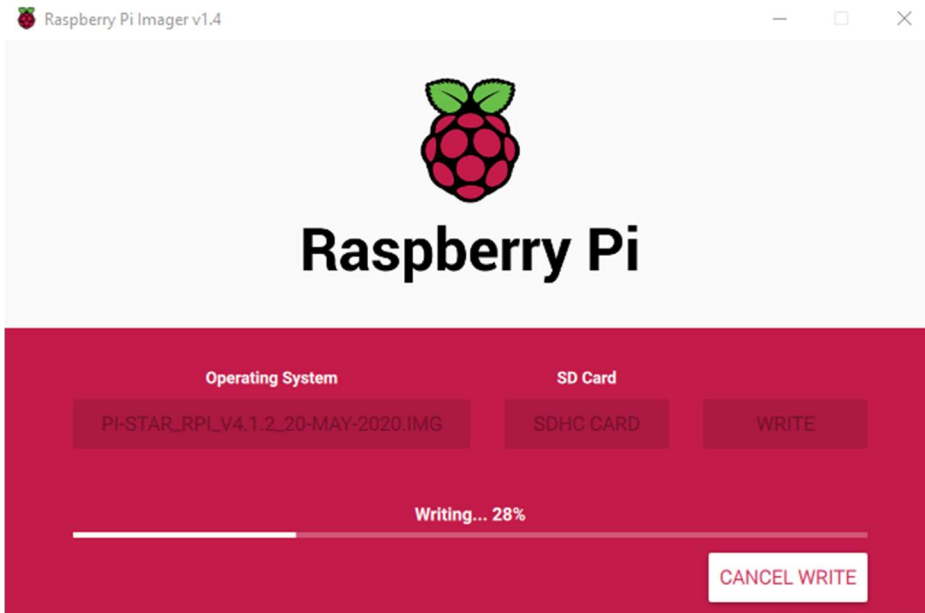 Raspberry Pi Imager v1.4
Raspberry Pi
Operating System
SD Card
PI-STAR_RPI_V4.1.2_20-MAY-2020.IMG
SDHC CARD
WRITE
Writing... 28%
CANCEL WRITE